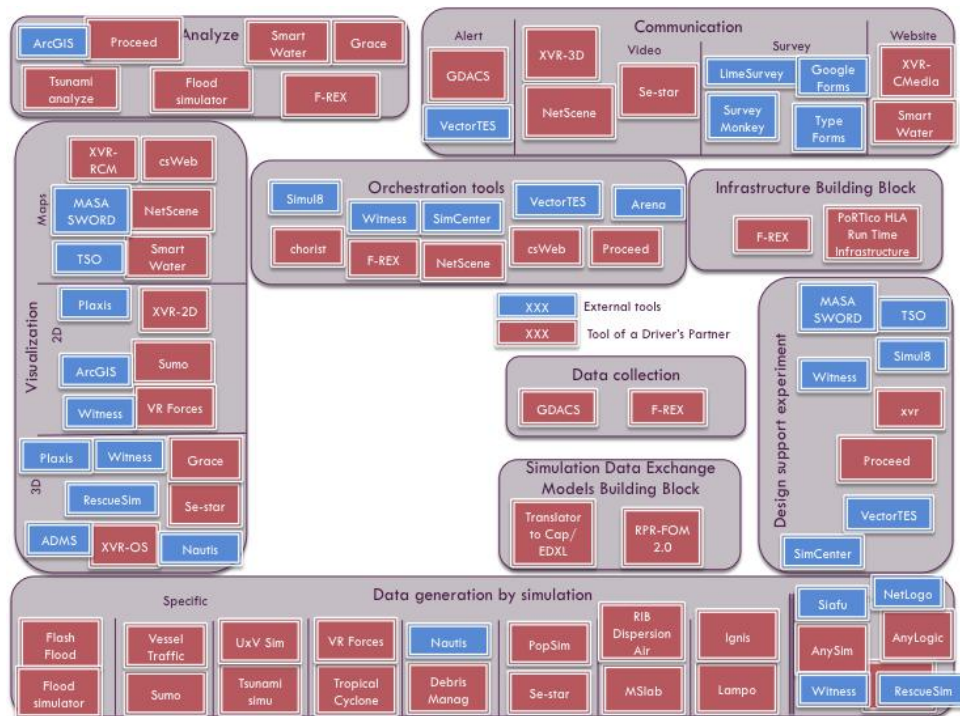 Analyze
ArcGIS
Proceed
Smart
Water
Grace
Tsunami
analyze
Flood
simulator
F-REX
Communication
Alert
Video
Survey
Website
GDACS
VectorTES
XVR-3D
NetScene
Se-star
LimeSurvey
Google
Forms
Survey
Monkey
Type
Forms
XVR-
CMedia
Smart
Water
Visualization
Maps
XVR-
RCM
csWeb
MASA
SWORD
NetScene
TSO
Smart
Water
2D
Plaxis
XVR-2D
ArcGIS
Sumo
Witness
VR Forces
3D
Plaxis
Witness
Grace
RescueSim
Se-star
ADMS
XVR-OS
Nautis
Orchestration tools
Simul8
Witness
SimCenter
VectorTES
Arena
chorist
F-REX
NetScene
csWeb
Proceed
Infrastructure Building Block
F-REX
PoRTico HLA
Run Time
Infrastructure
XXX
External tools
XXX
Tool of a Driver's Partner
Data collection
GDACS
F-REX
Simulation Data Exchange
Models Building Block
Translator
to Cap/
EDXL
RPR-FOM
2.0
Design support experiment
MASA
SWORD
TSO
Simul8
Witness
xvr
Proceed
VectorTES
SimCenter
Data generation by simulation
Specific
Flash
Flood
Vessel
Traffic
UxV Sim
VR Forces
Nautis
PopSim
RIB
Dispersion
Air
Ignis
Siafu
NetLogo
AnySim
AnyLogic
Flood
simulator
Sumo
Tsunami
simu
Tropical
Cyclone
Debris
Manag
Se-star
MSlab
Lampo
Witness
RescueSim